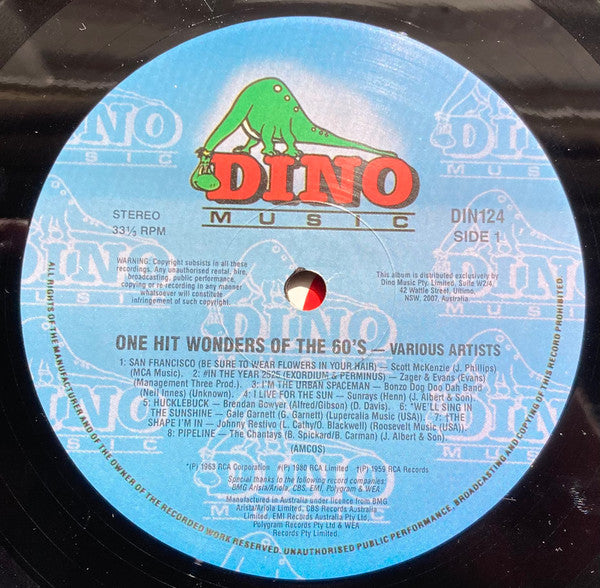 DINO
MUSIC
STEREO
33⅓ RPM
DIN124
SIDE 1
WARNING: Copyright subsists in all these
recordings. Any unauthorised rental, hire,
broadcasting, public performance,
copying or re-recording in any manner
whatsoever will constitute
infringement of such copyright.
This album is distributed exclusively by
Dino Music Pty. Limited, Suite W2/4
42 Wattle Street, Ultimo,
NSW, 2007, Australia.
ONE HIT WONDERS OF THE 60'S — VARIOUS ARTISTS
1: SAN FRANCISCO (BE SURE TO WEAR FLOWERS IN YOUR HAIR) — Scott McKenzie (J. Phillips)
(MCA Music). 2: #IN THE YEAR 2525 (EXORDIUM & PERMINUS) — Zager & Evans (Evans)
(Management Three Prod.). 3: I'M THE URBAN SPACEMAN — Bonzo Dog Doo Dah Band
(Neil Innes) (Unknown). 4: I LIVE FOR THE SUN — Sunrays (Henn) (J. Albert & Son).
5: HUCKLEBUCK — Brendan Bowyer (Alfred/Gibson) (D. Davis). 6: *WE'LL SING IN
THE SUNSHINE — Gale Garnett (G. Garnett) (Lupercalia Music (USA)). 7: †(THE
SHAPE I'M IN — Johnny Restivo (L. Cathy/O. Blackwell) (Roosevelt Music (USA)).
8: PIPELINE — The Chantays (B. Spickard/B. Carman) (J. Albert & Son)
(AMCOS)
*(P) 1963 RCA Corporation #(P) 1980 RCA Limited †(P) 1959 RCA Records
Special thanks to the following record companies:
BMG Arista/Ariola, CBS, EMI, Polygram & WEA
Manufactured in Australia under licence from BMG
Arista/Ariola Limited, CBS Records Australia
Limited, EMI Records Australia Pty Ltd,
Polygram Records Pty Ltd & WEA
Records Pty Limited.
ALL RIGHTS OF THE MANUFACTURER AND OF THE OWNER OF THE RECORDED WORK RESERVED. UNAUTHORISED PUBLIC PERFORMANCE, BROADCASTING AND COPYING OF THIS RECORD PROHIBITED.